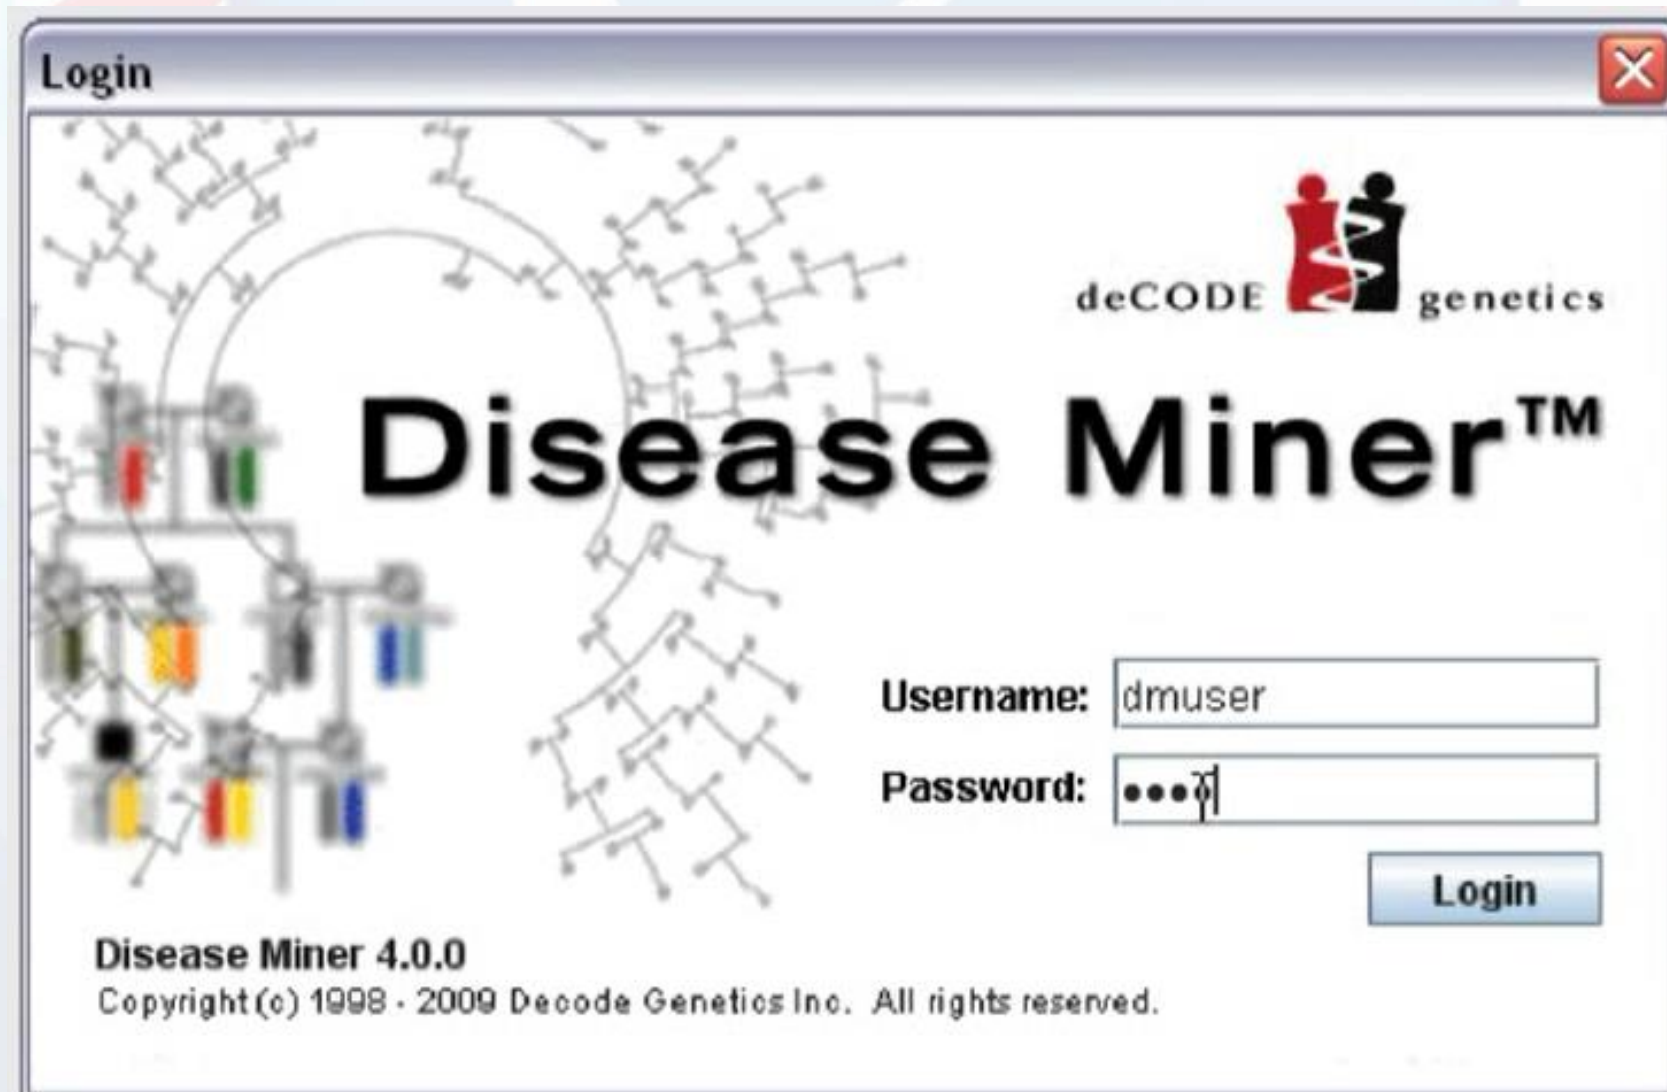 Login
deCODE genetics
Disease Miner™
Username: dmuser
Password: ••••
Login
Disease Miner 4.0.0
Copyright (c) 1998 - 2009 Decode Genetics Inc. All rights reserved.